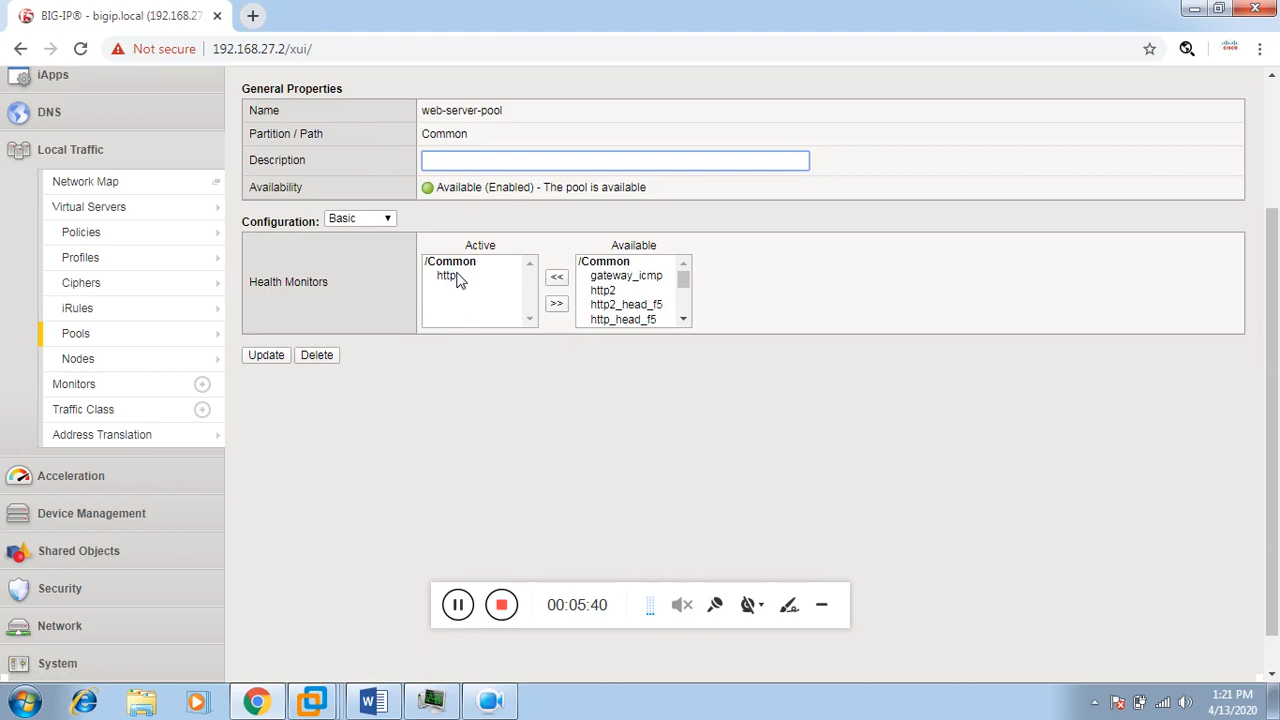 BIG-IP® - bigip.local (192.168.27
Not secure
192.168.27.2/xui/
CISCO
iApps
DNS
Local Traffic
Network Map
Virtual Servers
Policies
Profiles
Ciphers
iRules
Pools
Nodes
Monitors
Traffic Class
Address Translation
Acceleration
Device Management
Shared Objects
Security
Network
System
General Properties
Name
web-server-pool
Partition / Path
Common
Description
Availability
Available (Enabled) - The pool is available
Configuration: Basic
Health Monitors
Active
Available
/Common
http
<<
>>
/Common
gateway_icmp
http2
http2_head_f5
http_head_f5
Update
Delete
00:05:40
1:21 PM
4/13/2020